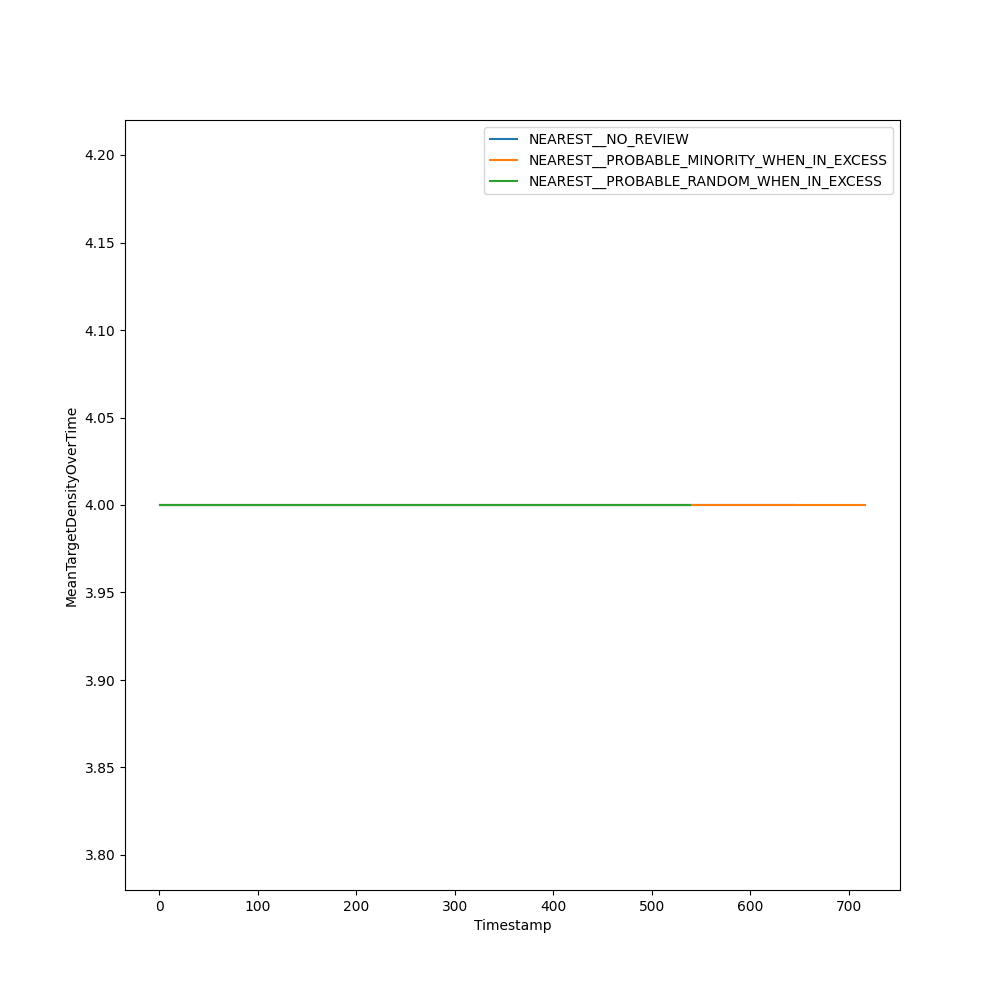 NEAREST__NO_REVIEW
NEAREST__PROBABLE_MINORITY_WHEN_IN_EXCESS
NEAREST__PROBABLE_RANDOM_WHEN_IN_EXCESS
4.20
4.15
4.10
4.05
4.00
3.95
3.90
3.85
3.80
MeanTargetDensityOverTime
0 100 200 300 400 500 600 700
Timestamp